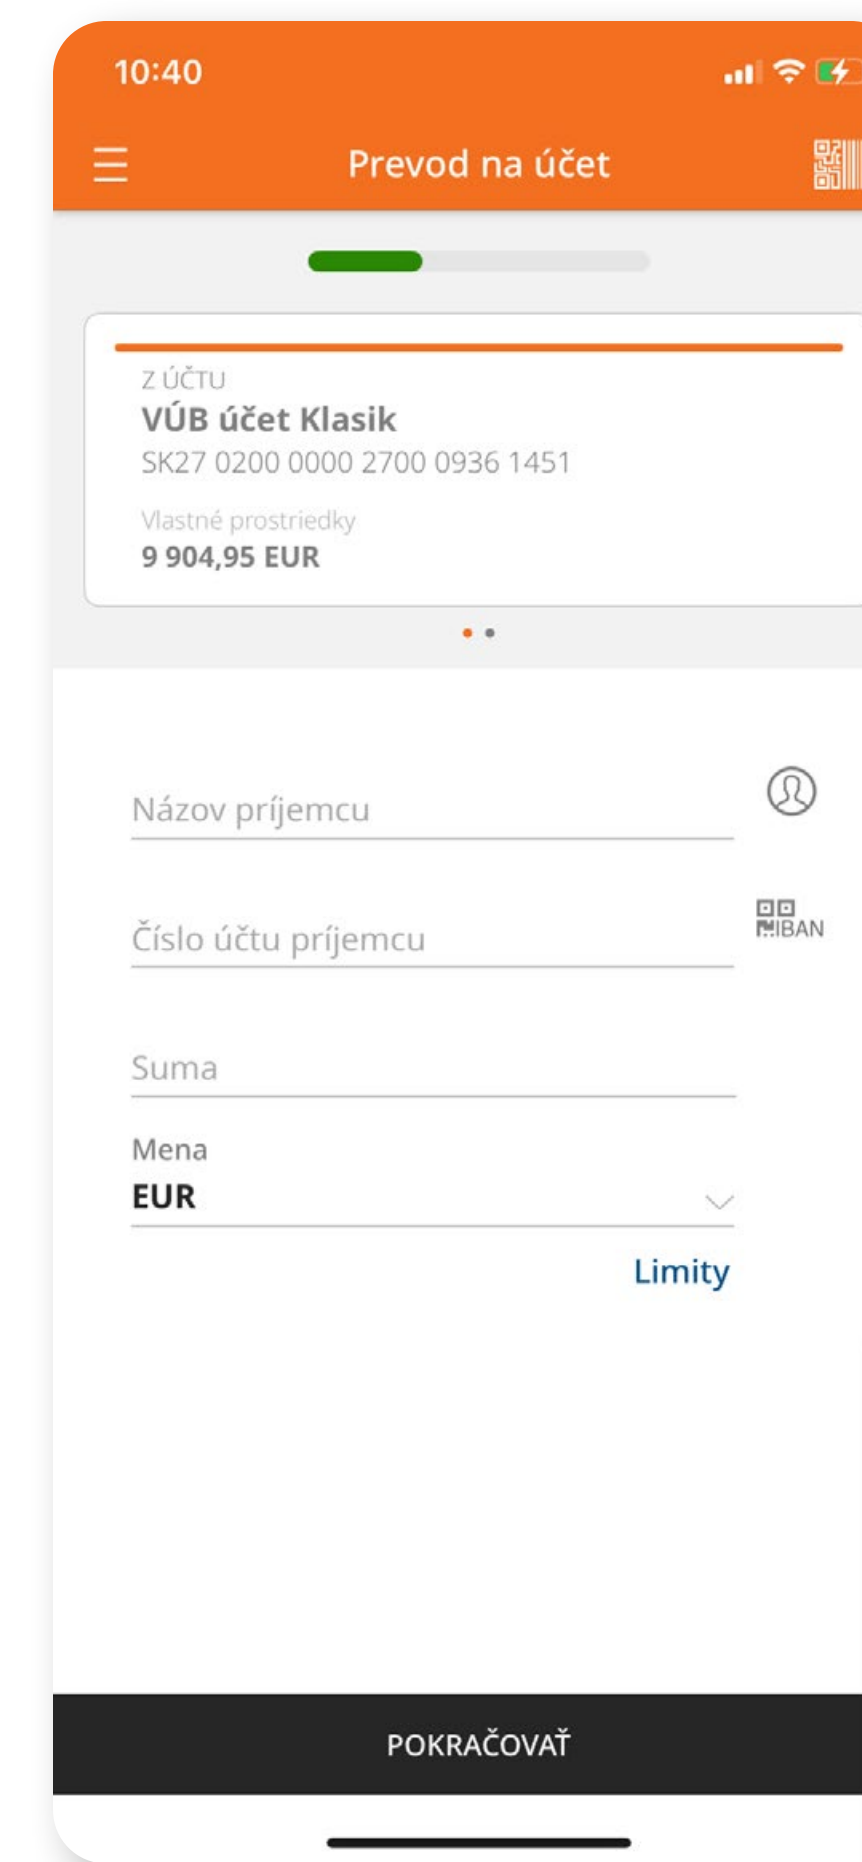 10:40
Prevod na účet
Z ÚČTU
VÚB účet Klasik
SK27 0200 0000 2700 0936 1451
Vlastné prostriedky
9 904,95 EUR
Názov príjemcu
Číslo účtu príjemcu
IBAN
Suma
Mena
EUR
Limity
POKRAČOVAŤ